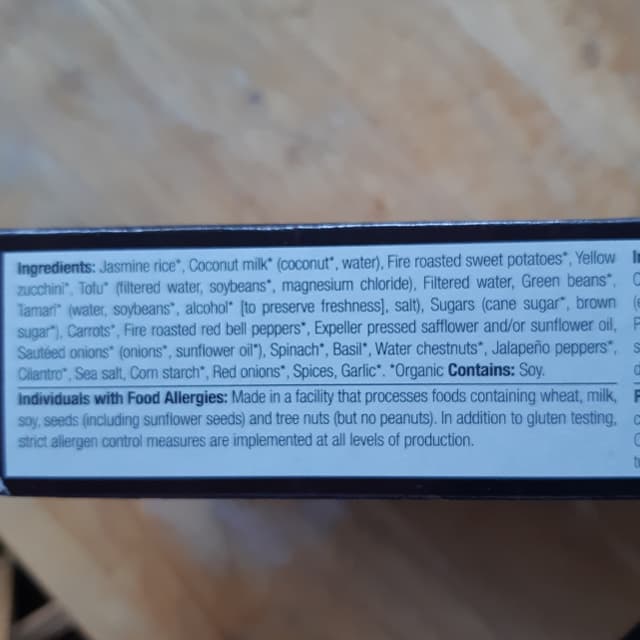 Ingredients: Jasmine rice*, Coconut milk* (coconut*, water), Fire roasted sweet potatoes*, Yellow
zucchini*, Tofu* (filtered water, soybeans*, magnesium chloride), Filtered water, Green beans*,
Tamari* (water, soybeans*, alcohol* [to preserve freshness], salt), Sugars (cane sugar*, brown
sugar*), Carrots*, Fire roasted red bell peppers*, Expeller pressed safflower and/or sunflower oil,
Sautéed onions* (onions*, sunflower oil*), Spinach*, Basil*, Water chestnuts*, Jalapeño peppers*,
Cilantro*, Sea salt, Corn starch*, Red onions*, Spices, Garlic*. *Organic Contains: Soy.
Individuals with Food Allergies: Made in a facility that processes foods containing wheat, milk,
soy, seeds (including sunflower seeds) and tree nuts (but no peanuts). In addition to gluten testing,
strict allergen control measures are implemented at all levels of production.